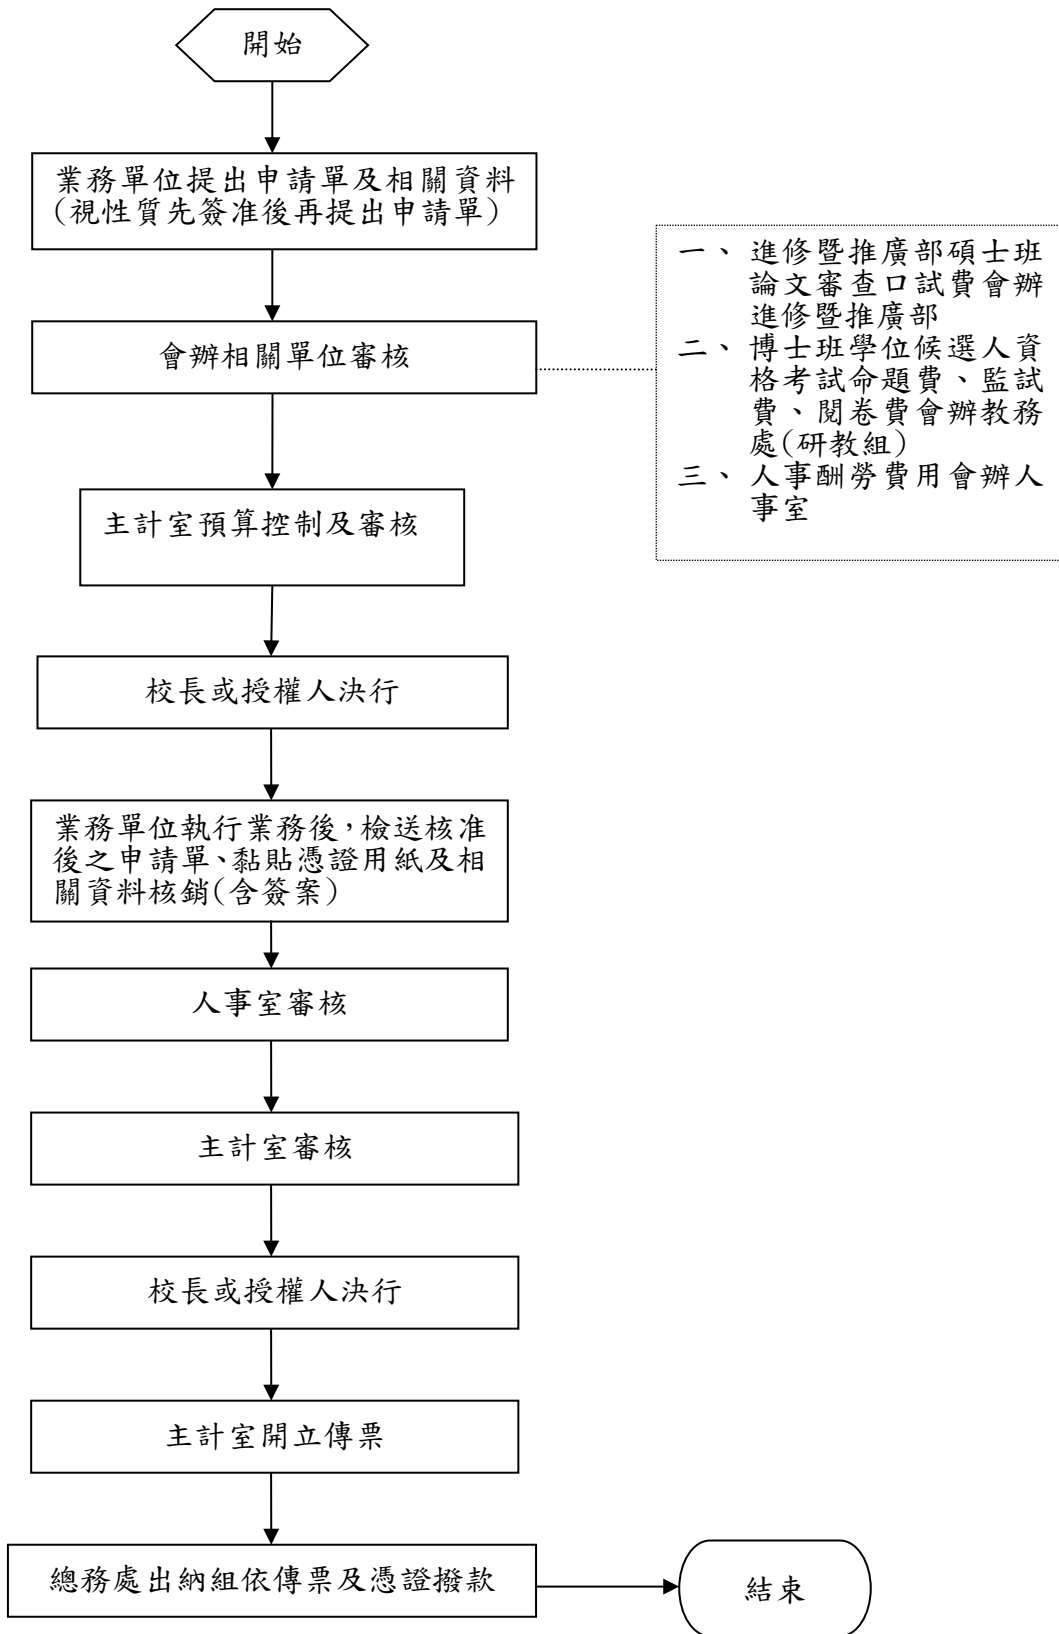 開始
業務單位提出申請單及相關資料
(視性質先簽准後再提出申請單)
會辦相關單位審核
一、 進修暨推廣部碩士班
論文審查口試費會辦
進修暨推廣部
二、 博士班學位候選人資
格考試命題費、監試
費、閱卷費會辦教務
處(研教組)
三、 人事酬勞費用會辦人
事室
主計室預算控制及審核
校長或授權人決行
業務單位執行業務後，檢送核准
後之申請單、黏貼憑證用紙及相
關資料核銷(含簽案)
人事室審核
主計室審核
校長或授權人決行
主計室開立傳票
總務處出納組依傳票及憑證撥款
結束